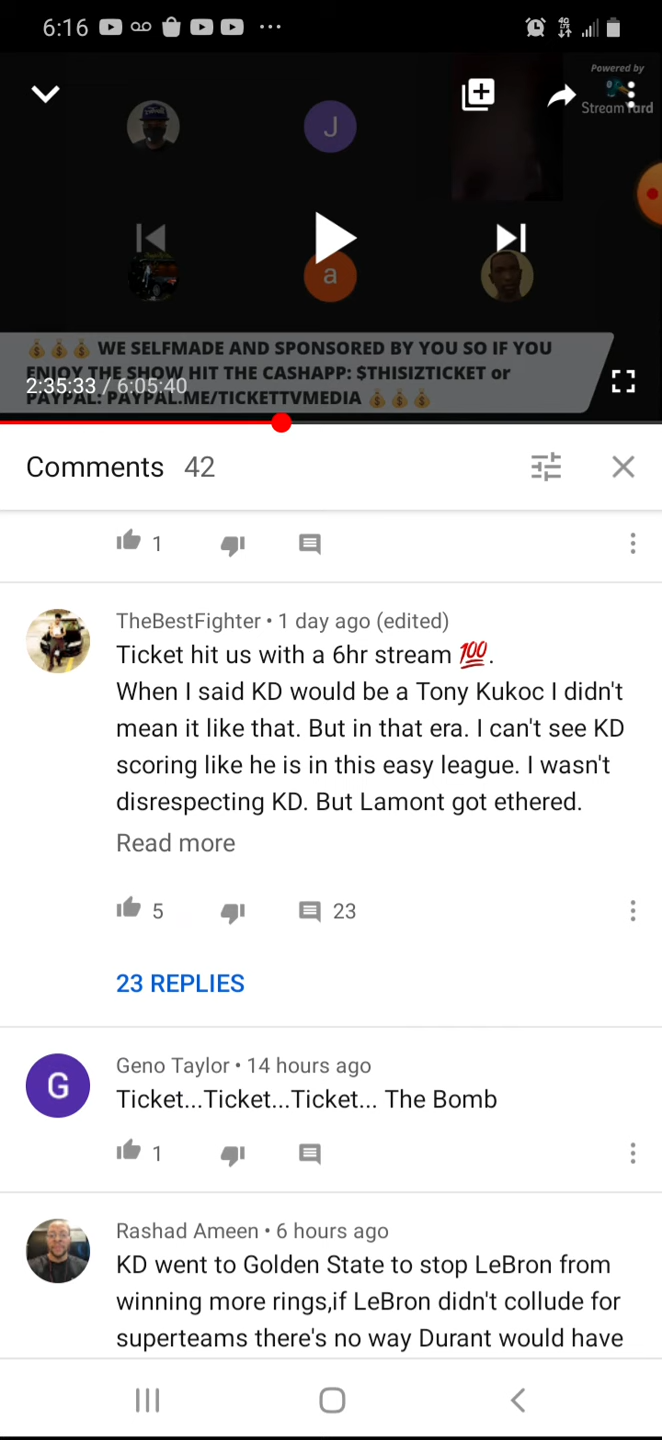 6:16
4G LTE
Powered by
StreamYard
J
a
💰💰💰 WE SELFMADE AND SPONSORED BY YOU SO IF YOU
ENJOY THE SHOW HIT THE CASHAPP: $THISIZTICKET or
2:35:33 / 6:05:40
PAYPAL: PAYPAL.ME/TICKETTVMEDIA 💰💰💰
Comments 42
1
TheBestFighter • 1 day ago (edited)
Ticket hit us with a 6hr stream 💯.
When I said KD would be a Tony Kukoc I didn't
mean it like that. But in that era. I can't see KD
scoring like he is in this easy league. I wasn't
disrespecting KD. But Lamont got ethered.
Read more
5 23
23 REPLIES
G
Geno Taylor • 14 hours ago
Ticket...Ticket...Ticket... The Bomb
1
Rashad Ameen • 6 hours ago
KD went to Golden State to stop LeBron from
winning more rings,if LeBron didn't collude for
superteams there's no way Durant would have